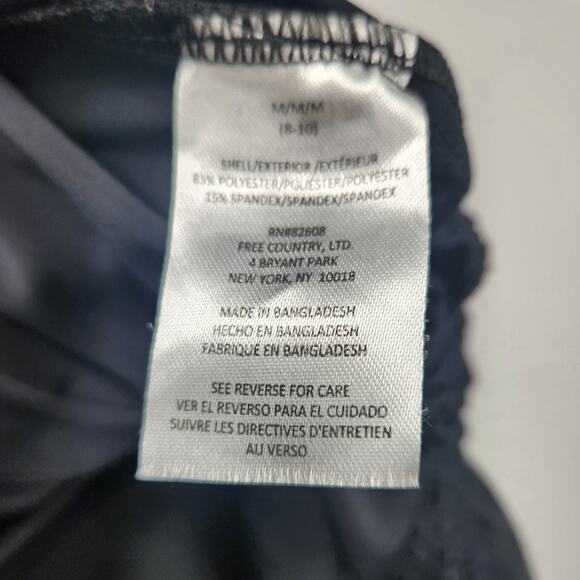 M/M/M
(8-10)
SHELL/EXTERIOR/EXTÉRIEUR
85% POLYESTER/POLIÉSTER/POLYESTER
15% SPANDEX/SPANDEX/SPANDEX
RN#82608
FREE COUNTRY, LTD.
4 BRYANT PARK
NEW YORK, NY 10018
MADE IN BANGLADESH
HECHO EN BANGLADESH
FABRIQUÉ EN BANGLADESH
SEE REVERSE FOR CARE
VER EL REVERSO PARA EL CUIDADO
SUIVRE LES DIRECTIVES D'ENTRETIEN
AU VERSO